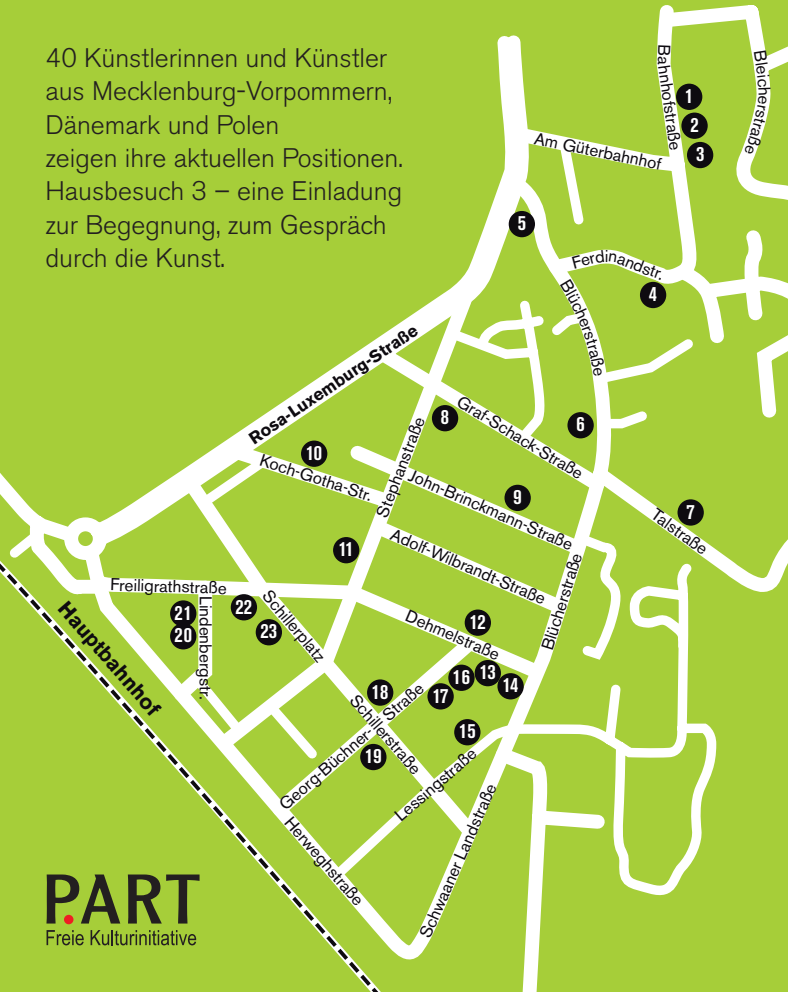 40 Künstlerinnen und Künstler
aus Mecklenburg-Vorpommern,
Dänemark und Polen
zeigen ihre aktuellen Positionen.
Hausbesuch 3 – eine Einladung
zur Begegnung, zum Gespräch
durch die Kunst.
Bahnhofstraße
Bleicherstraße
1
2
3
Am Güterbahnhof
5
Ferdinandstr.
4
Blücherstraße
Rosa-Luxemburg-Straße
8
Graf-Schack-Straße
6
10
Koch-Gotha-Str.
Stephanstraße
John-Brinckmann-Straße
9
7
Talstraße
11
Adolf-Wilbrandt-Straße
Blücherstraße
Freiligrathstraße
21
20
Lindenbergstr.
22
23
Schillerplatz
12
Dehmelstraße
Hauptbahnhof
18
17
16
13
14
15
19
Georg-Büchner-Straße
Schillerstraße
Lessingstraße
Herweghstraße
Schwaaner Landstraße
P.ART
Freie Kulturinitiative